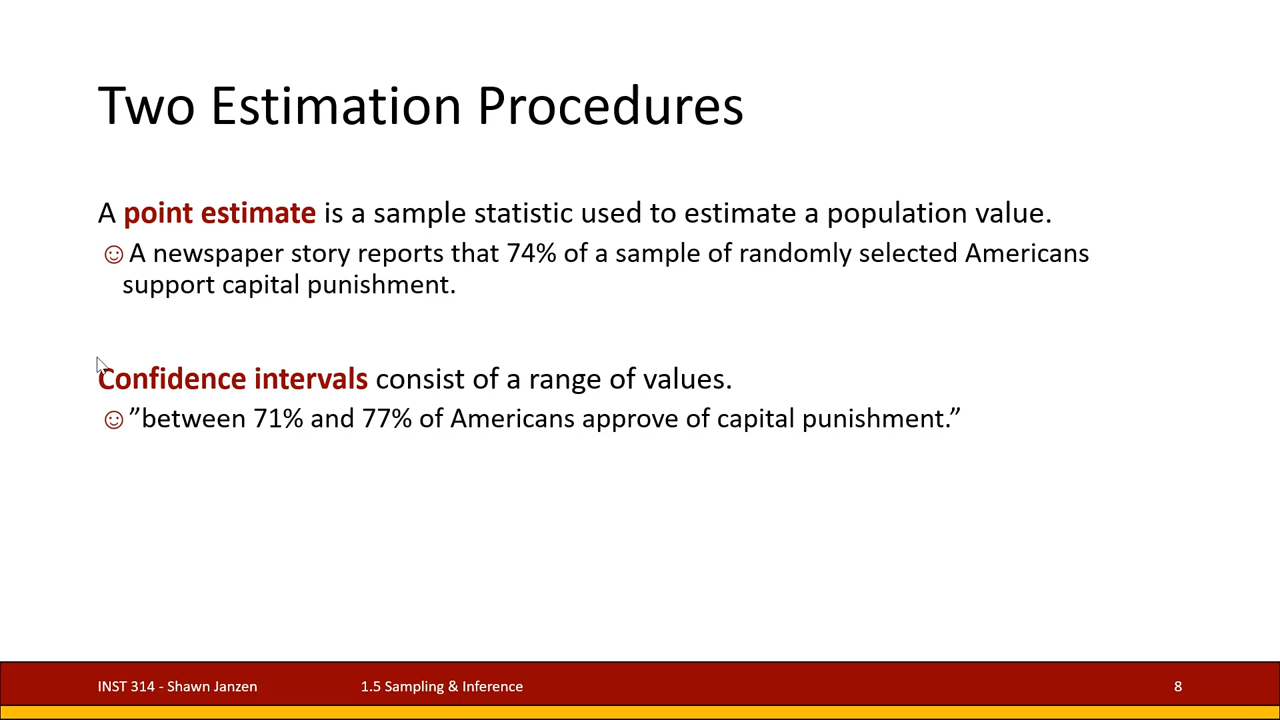 Two Estimation Procedures
A point estimate is a sample statistic used to estimate a population value.
☺A newspaper story reports that 74% of a sample of randomly selected Americans
support capital punishment.
Confidence intervals consist of a range of values.
☺”between 71% and 77% of Americans approve of capital punishment.”
INST 314 - Shawn Janzen 1.5 Sampling & Inference 8